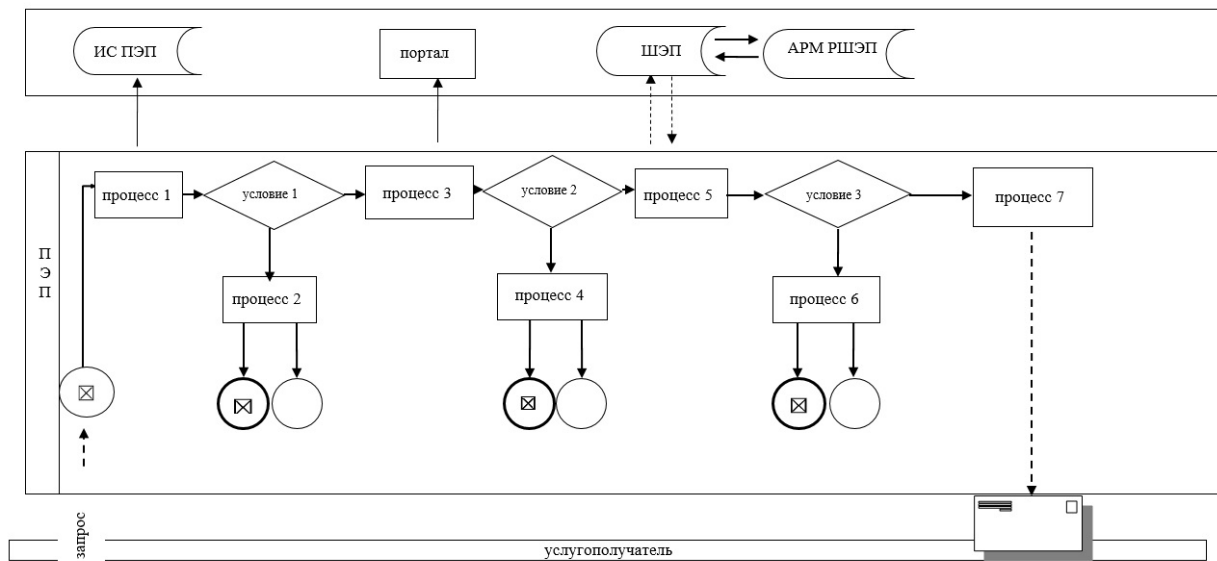 ИС ПЭП
портал
ШЭП
АРМ РШЭП
процесс 1
условие 1
процесс 3
условие 2
процесс 5
условие 3
процесс 7
П
Э
П
процесс 2
процесс 4
процесс 6
запрос
услугополучатель